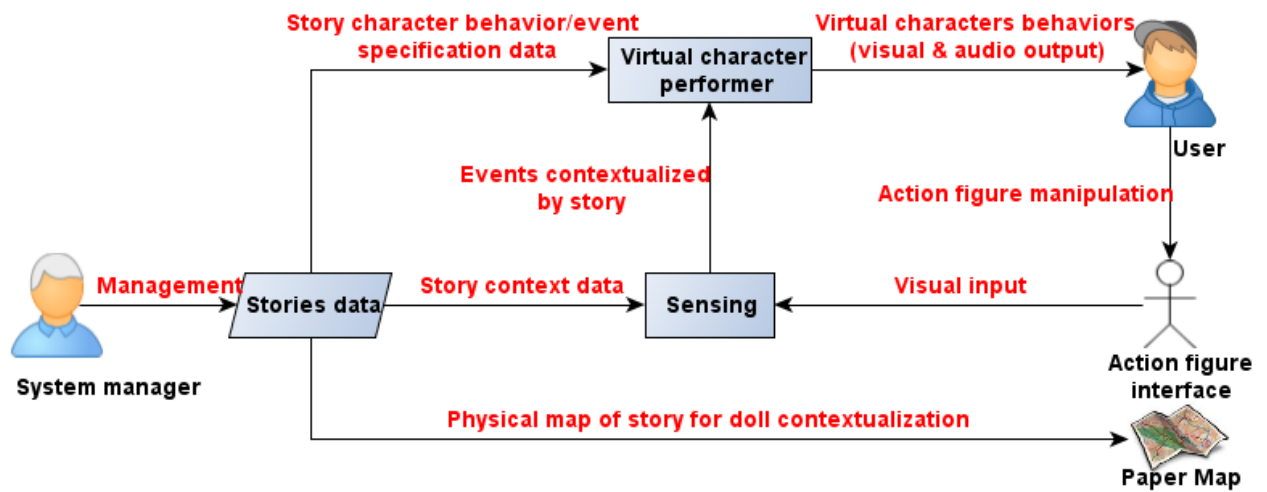 Story character behavior/event
specification data
Virtual character
performer
Virtual characters behaviors
(visual & audio output)
User
Events contextualized
by story
Action figure manipulation
Management
Stories data
Story context data
Sensing
Visual input
System manager
Action figure
interface
Physical map of story for doll contextualization
Paper Map